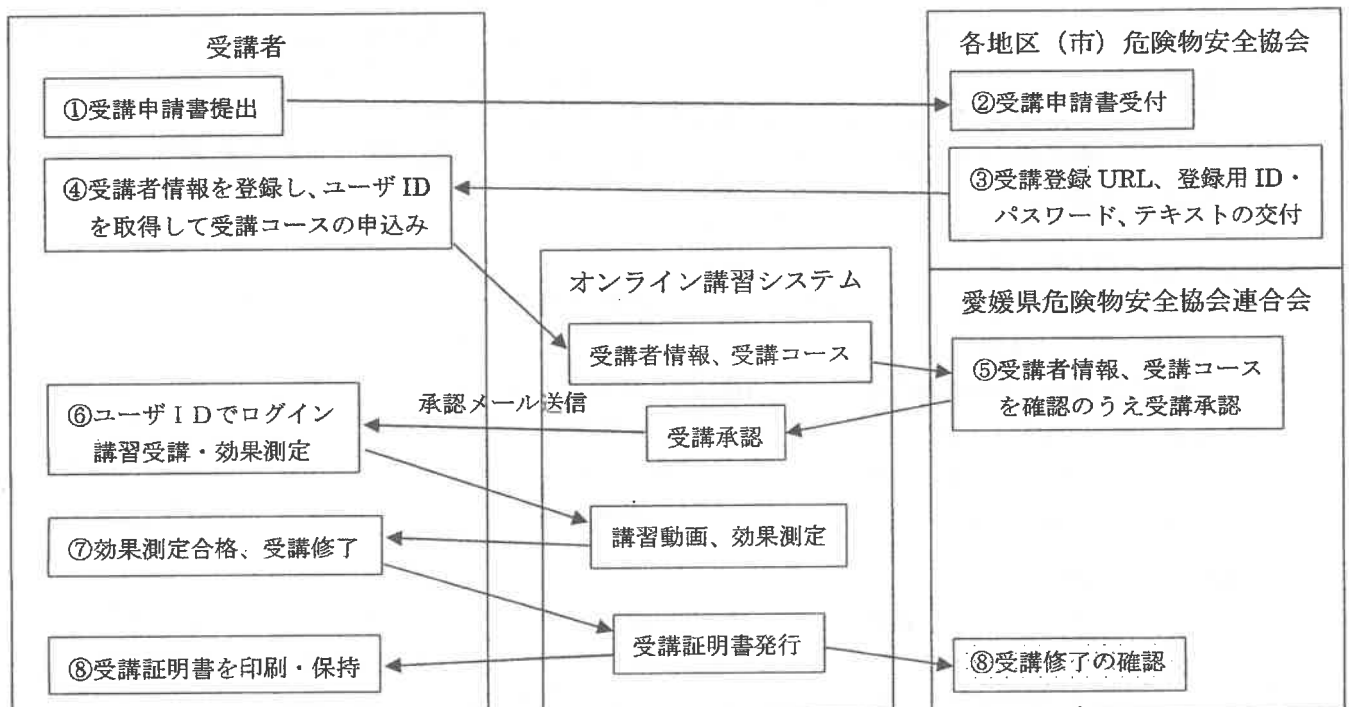 受講者
①受講申請書提出
各地区（市）危険物安全協会
②受講申請書受付
③受講登録 URL、登録用 ID・
パスワード、テキストの交付
④受講者情報を登録し、ユーザ ID
を取得して受講コースの申込み
オンライン講習システム
受講者情報、受講コース
愛媛県危険物安全協会連合会
⑤受講者情報、受講コース
を確認のうえ受講承認
受講承認
承認メール送信
⑥ユーザＩＤでログイン
講習受講・効果測定
講習動画、効果測定
⑦効果測定合格、受講修了
受講証明書発行
⑧受講証明書を印刷・保持
⑧受講修了の確認